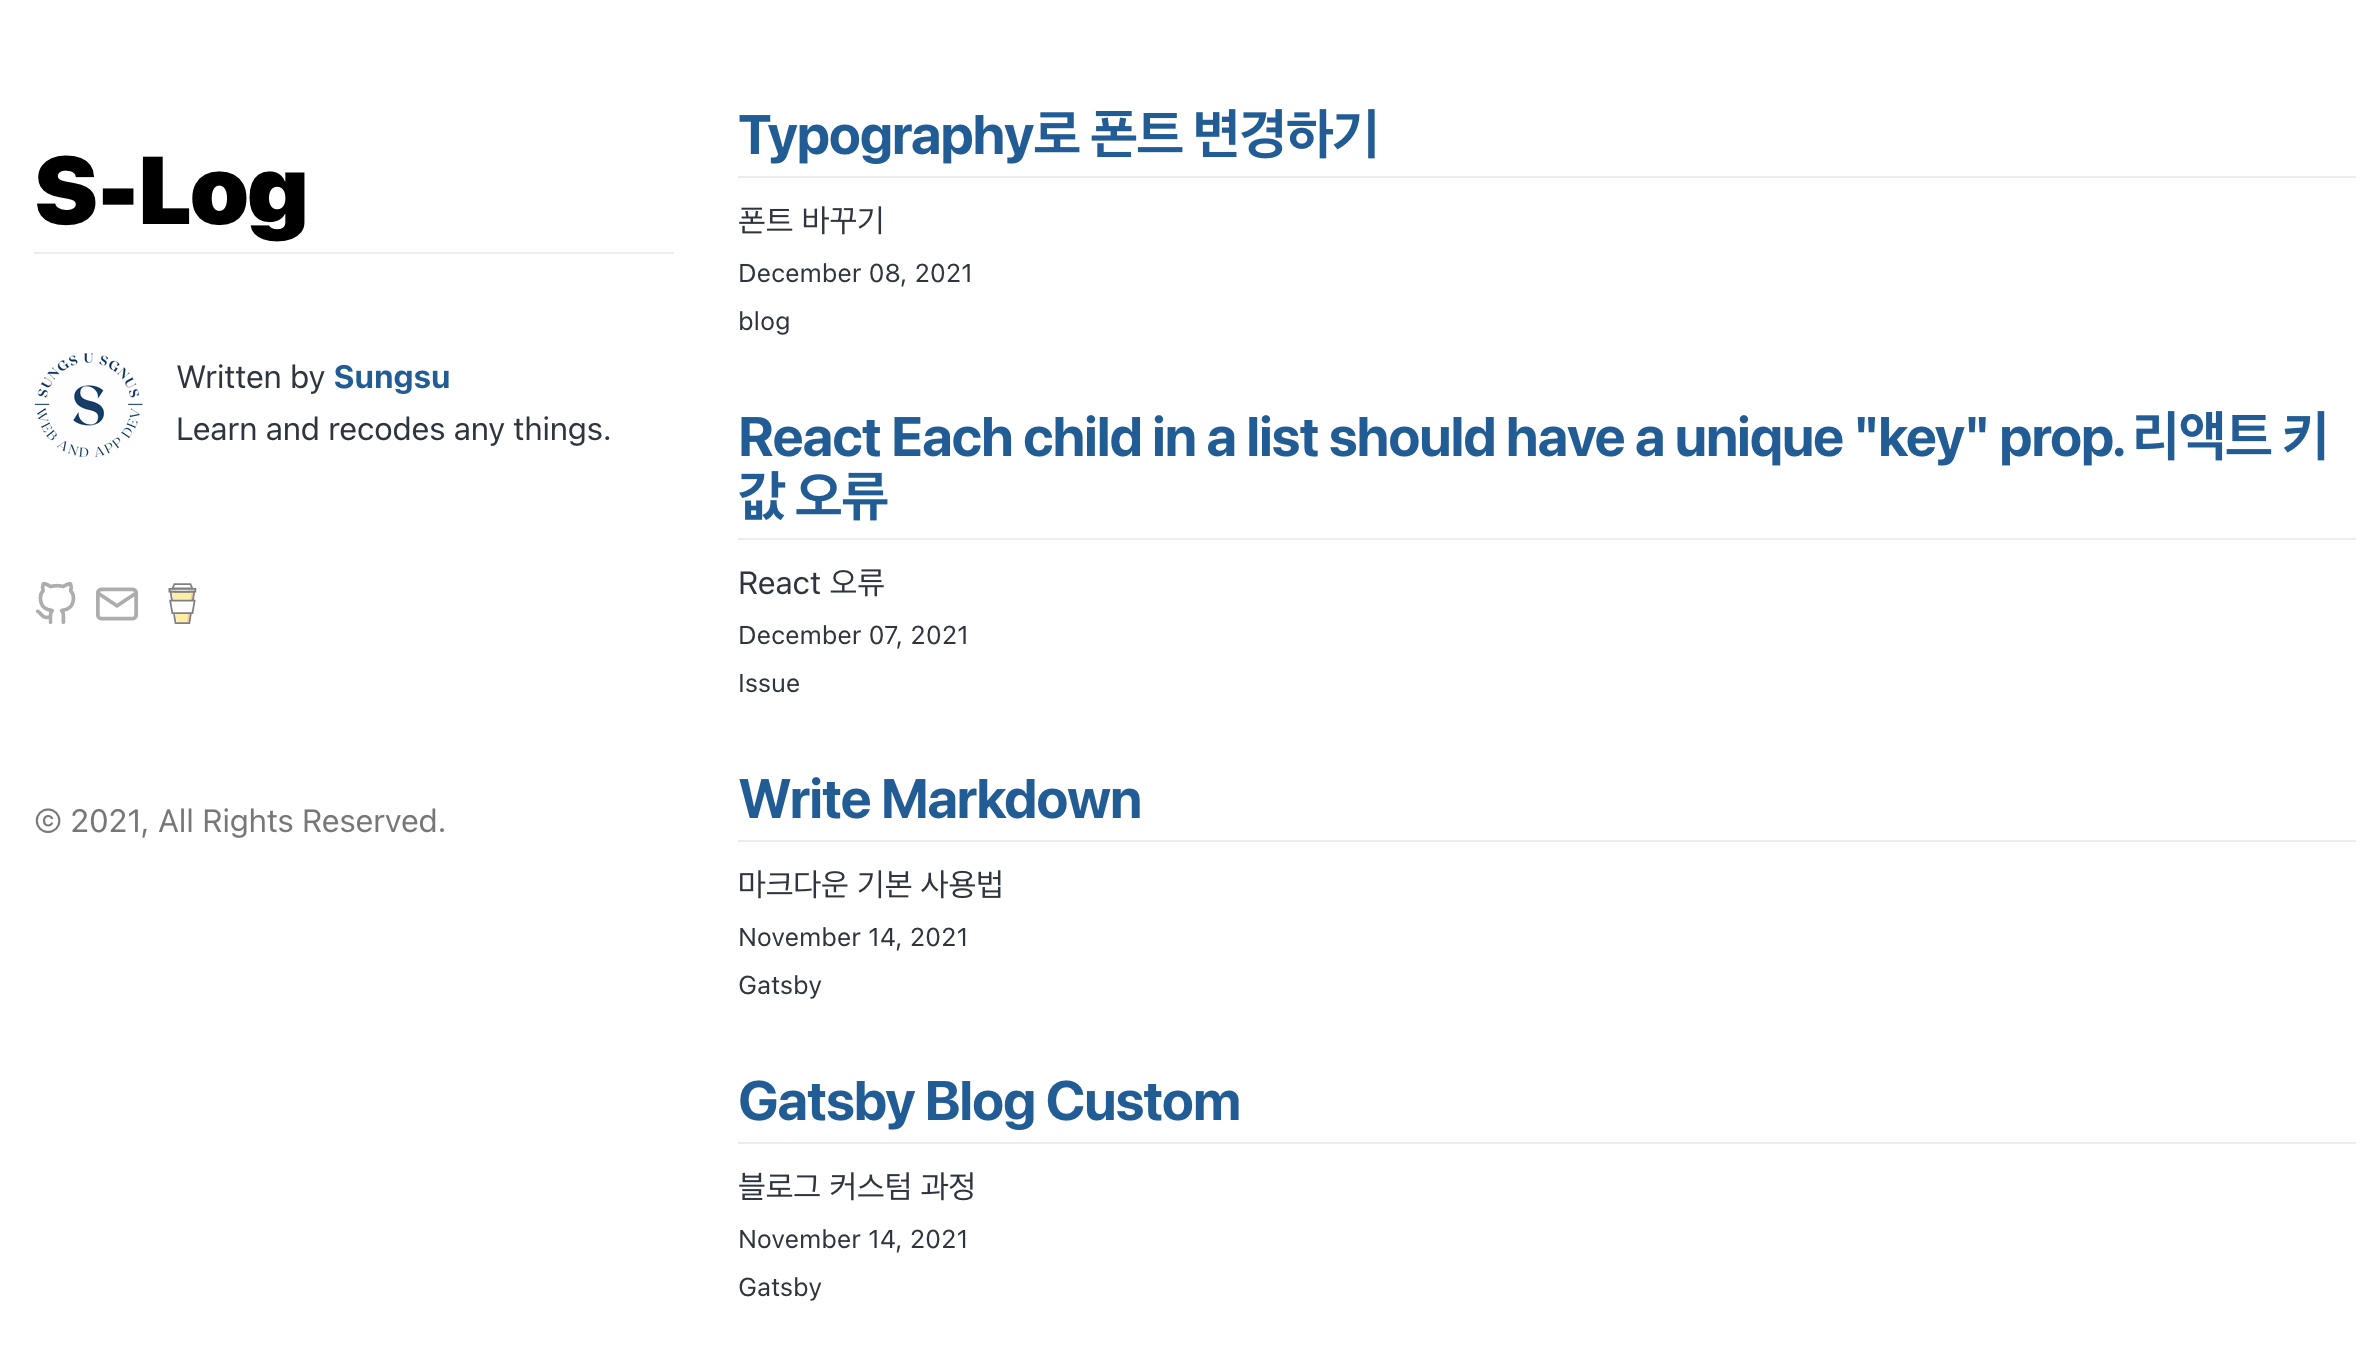 S-Log
SUNGS U SGNUS
S
WEB AND APP DEV
Written by Sungsu
Learn and recodes any things.
© 2021, All Rights Reserved.
Typography로 폰트 변경하기
폰트 바꾸기
December 08, 2021
blog
React Each child in a list should have a unique "key" prop. 리액트 키
값 오류
React 오류
December 07, 2021
Issue
Write Markdown
마크다운 기본 사용법
November 14, 2021
Gatsby
Gatsby Blog Custom
블로그 커스텀 과정
November 14, 2021
Gatsby